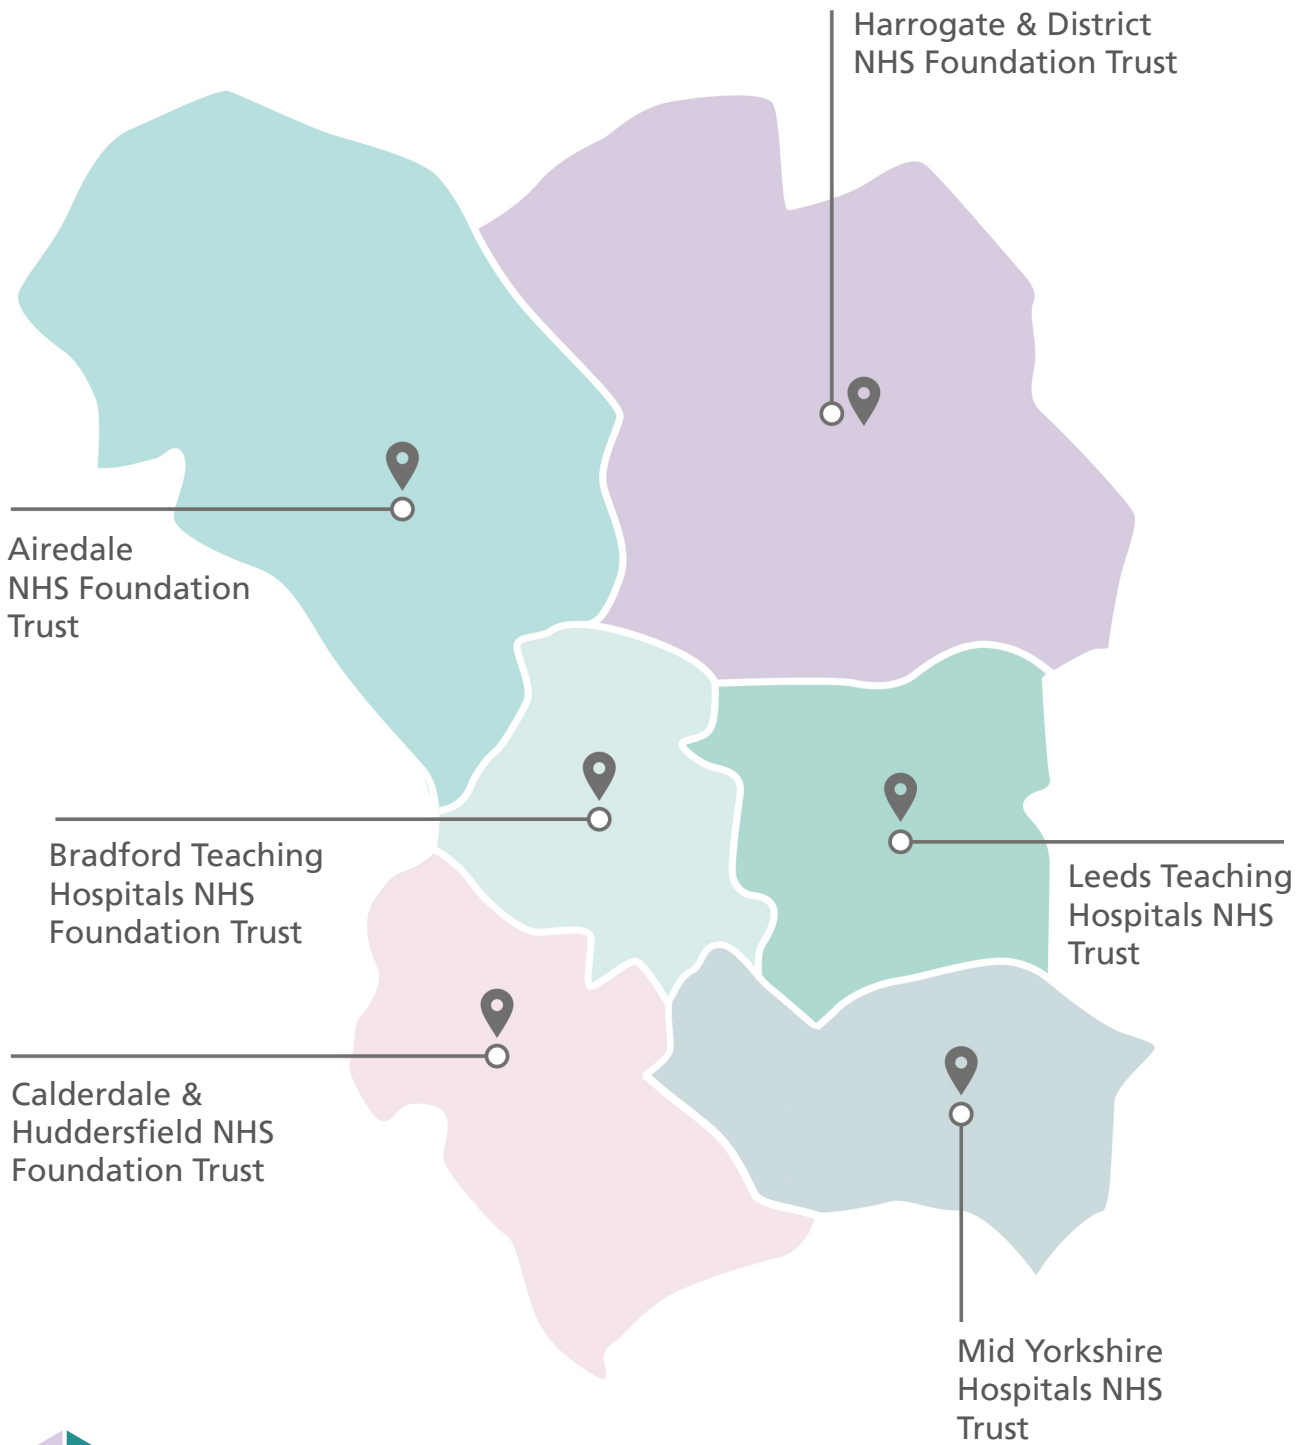 Harrogate & District
NHS Foundation Trust
Airedale
NHS Foundation
Trust
Bradford Teaching
Hospitals NHS
Foundation Trust
Leeds Teaching
Hospitals NHS
Trust
Calderdale &
Huddersfield NHS
Foundation Trust
Mid Yorkshire
Hospitals NHS
Trust